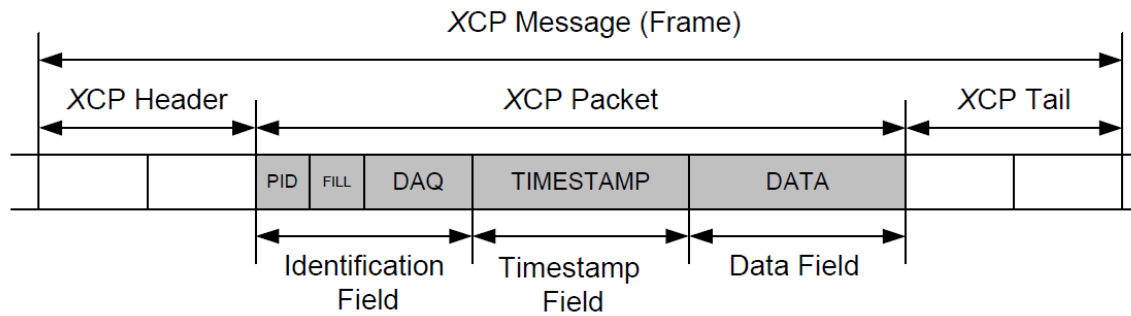 XCP Message (Frame)
XCP Header
XCP Packet
XCP Tail
PID
FILL
DAQ
TIMESTAMP
DATA
Identification
Field
Timestamp
Field
Data Field